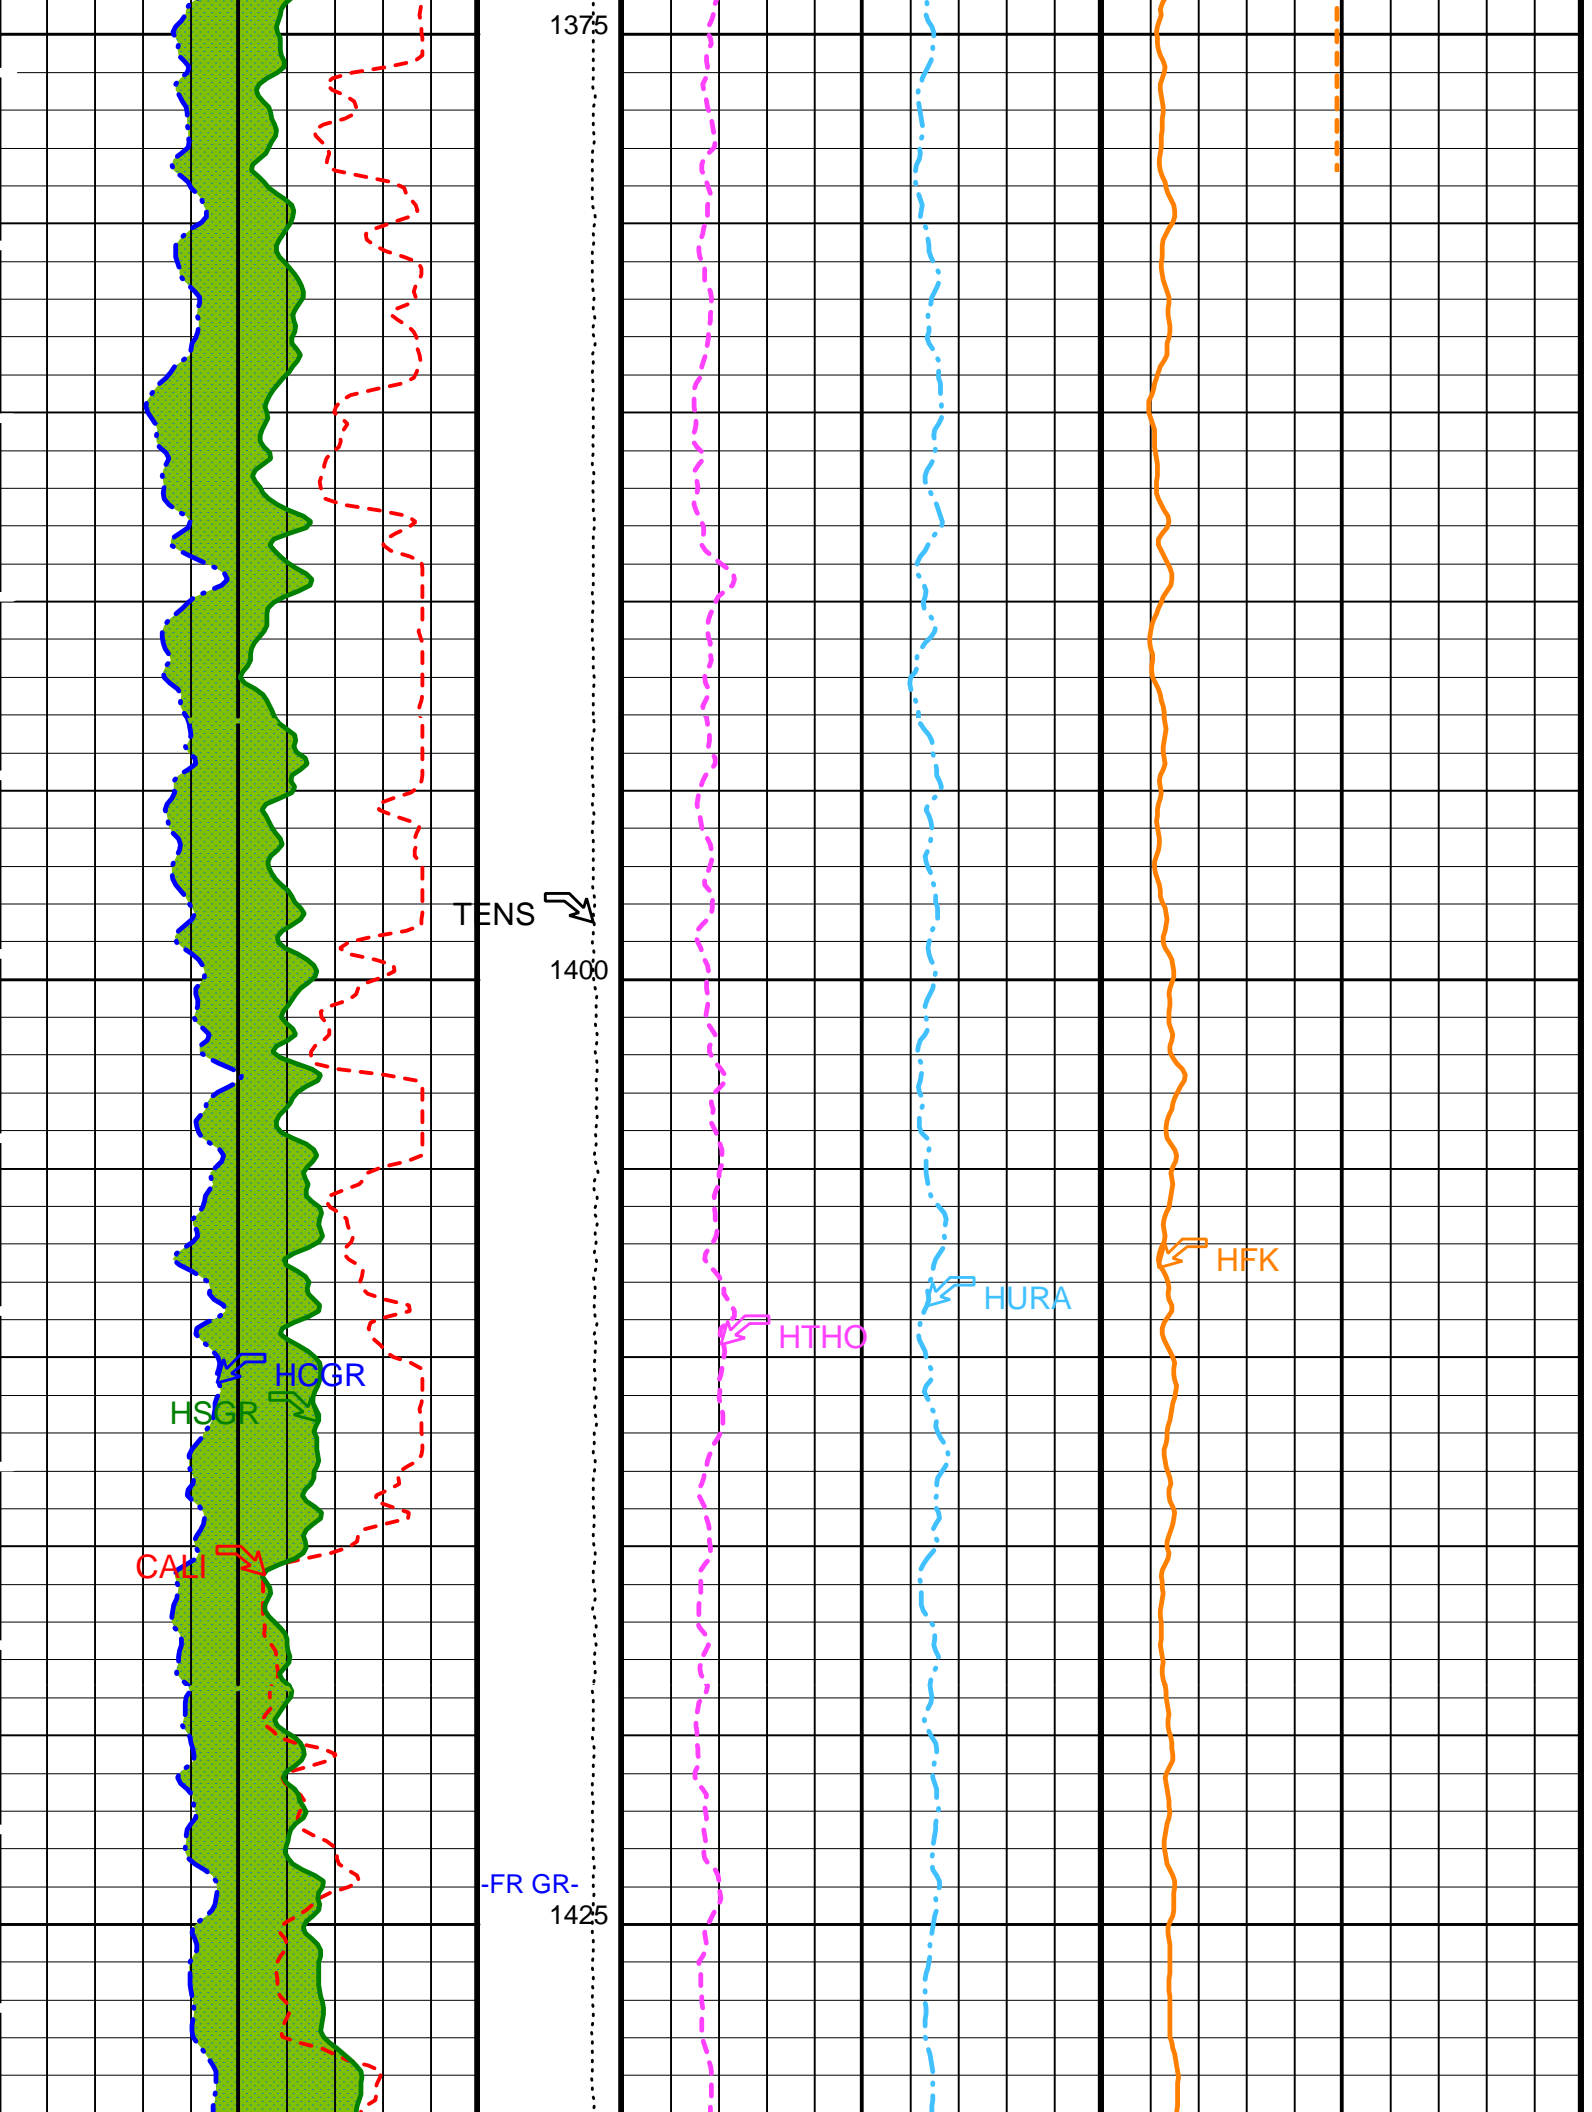 1375
TENS
1400
HFK
HURA
HTHO
HCGR
HSGR
CALI
-FR GR-
1425